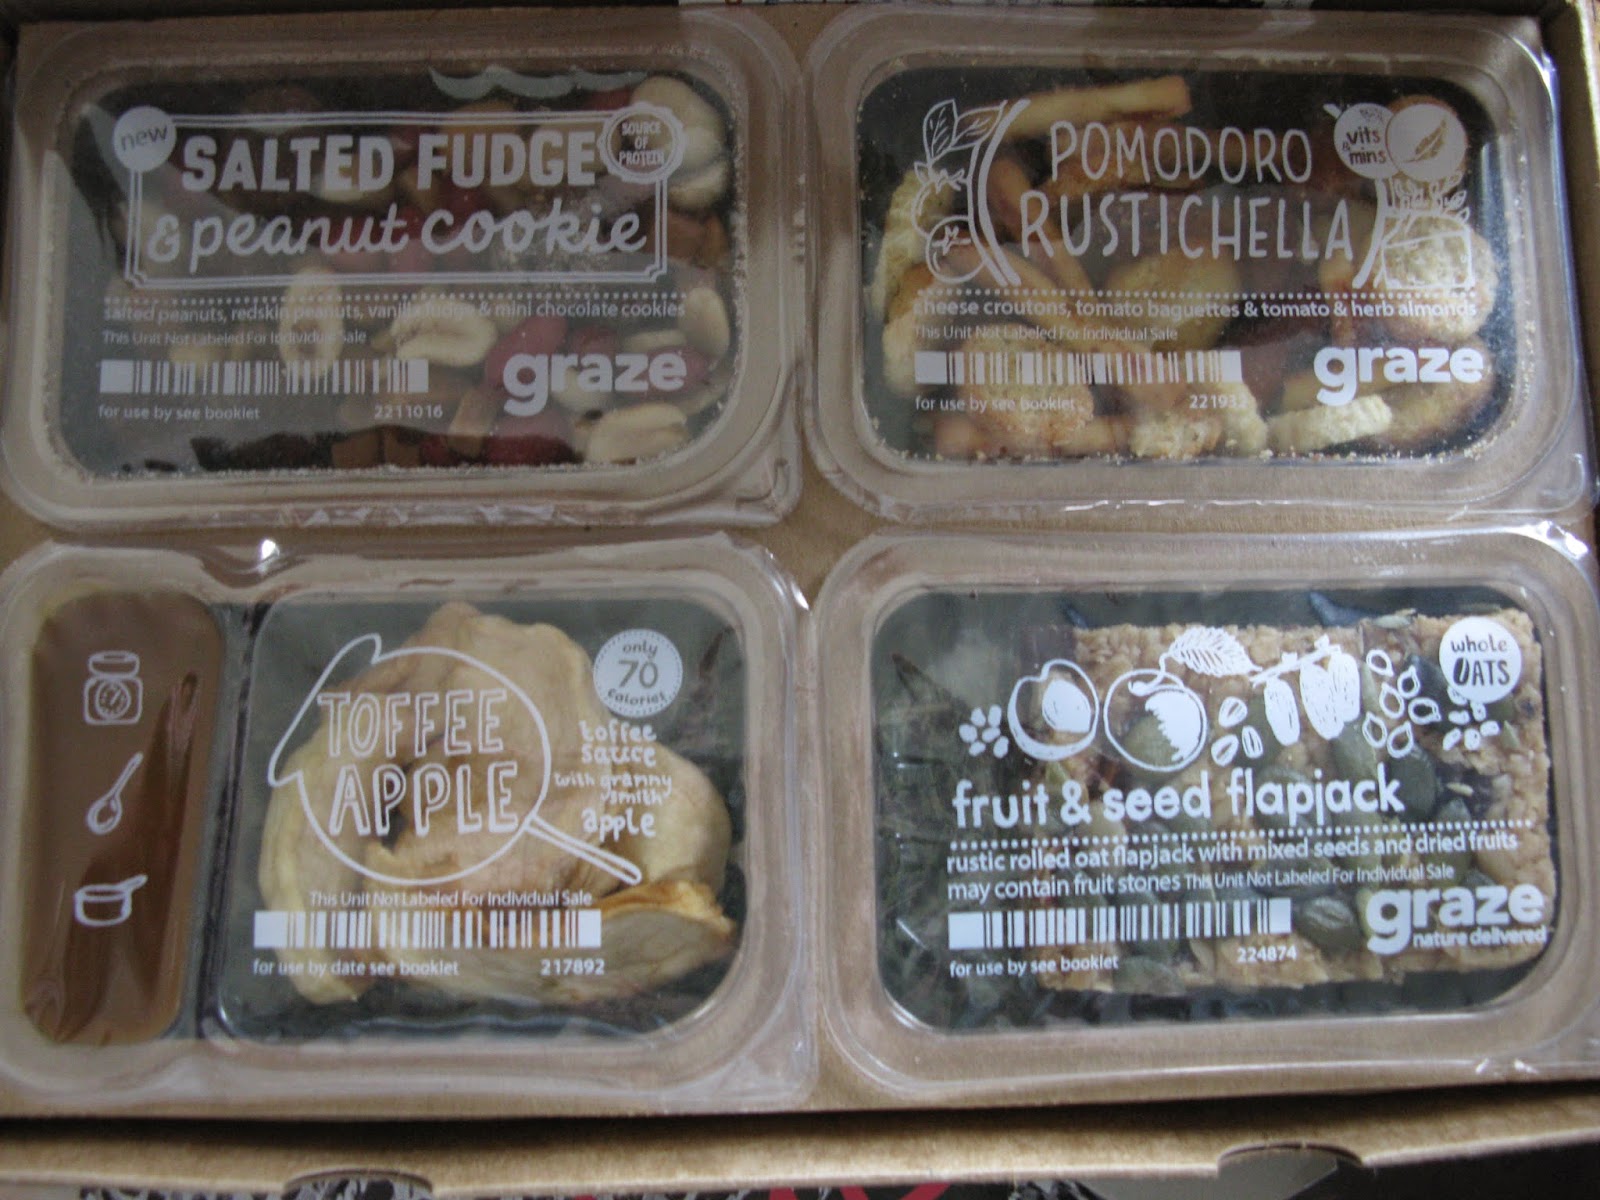 new
SALTED FUDGE
& peanut cookie
SOURCE
OF
PROTEIN
salted peanuts, redskin peanuts, vanilla fudge & mini chocolate cookies
This Unit Not Labeled For Individual Sale
graze
for use by see booklet
2211016
POMODORO
RUSTICHELLA
vits
&
mins
cheese croutons, tomato baguettes & tomato & herb almonds
This Unit Not Labeled For Individual Sale
graze
for use by see booklet
TOFFEE
APPLE
only
70
calories
toffee
sauce
with granny
smith
apple
This Unit Not Labeled For Individual Sale
for use by date see booklet
217892
whole
OATS
fruit & seed flapjack
rustic rolled oat flapjack with mixed seeds and dried fruits
may contain fruit stones This Unit Not Labeled For Individual Sale
graze
nature delivered
for use by see booklet
224874